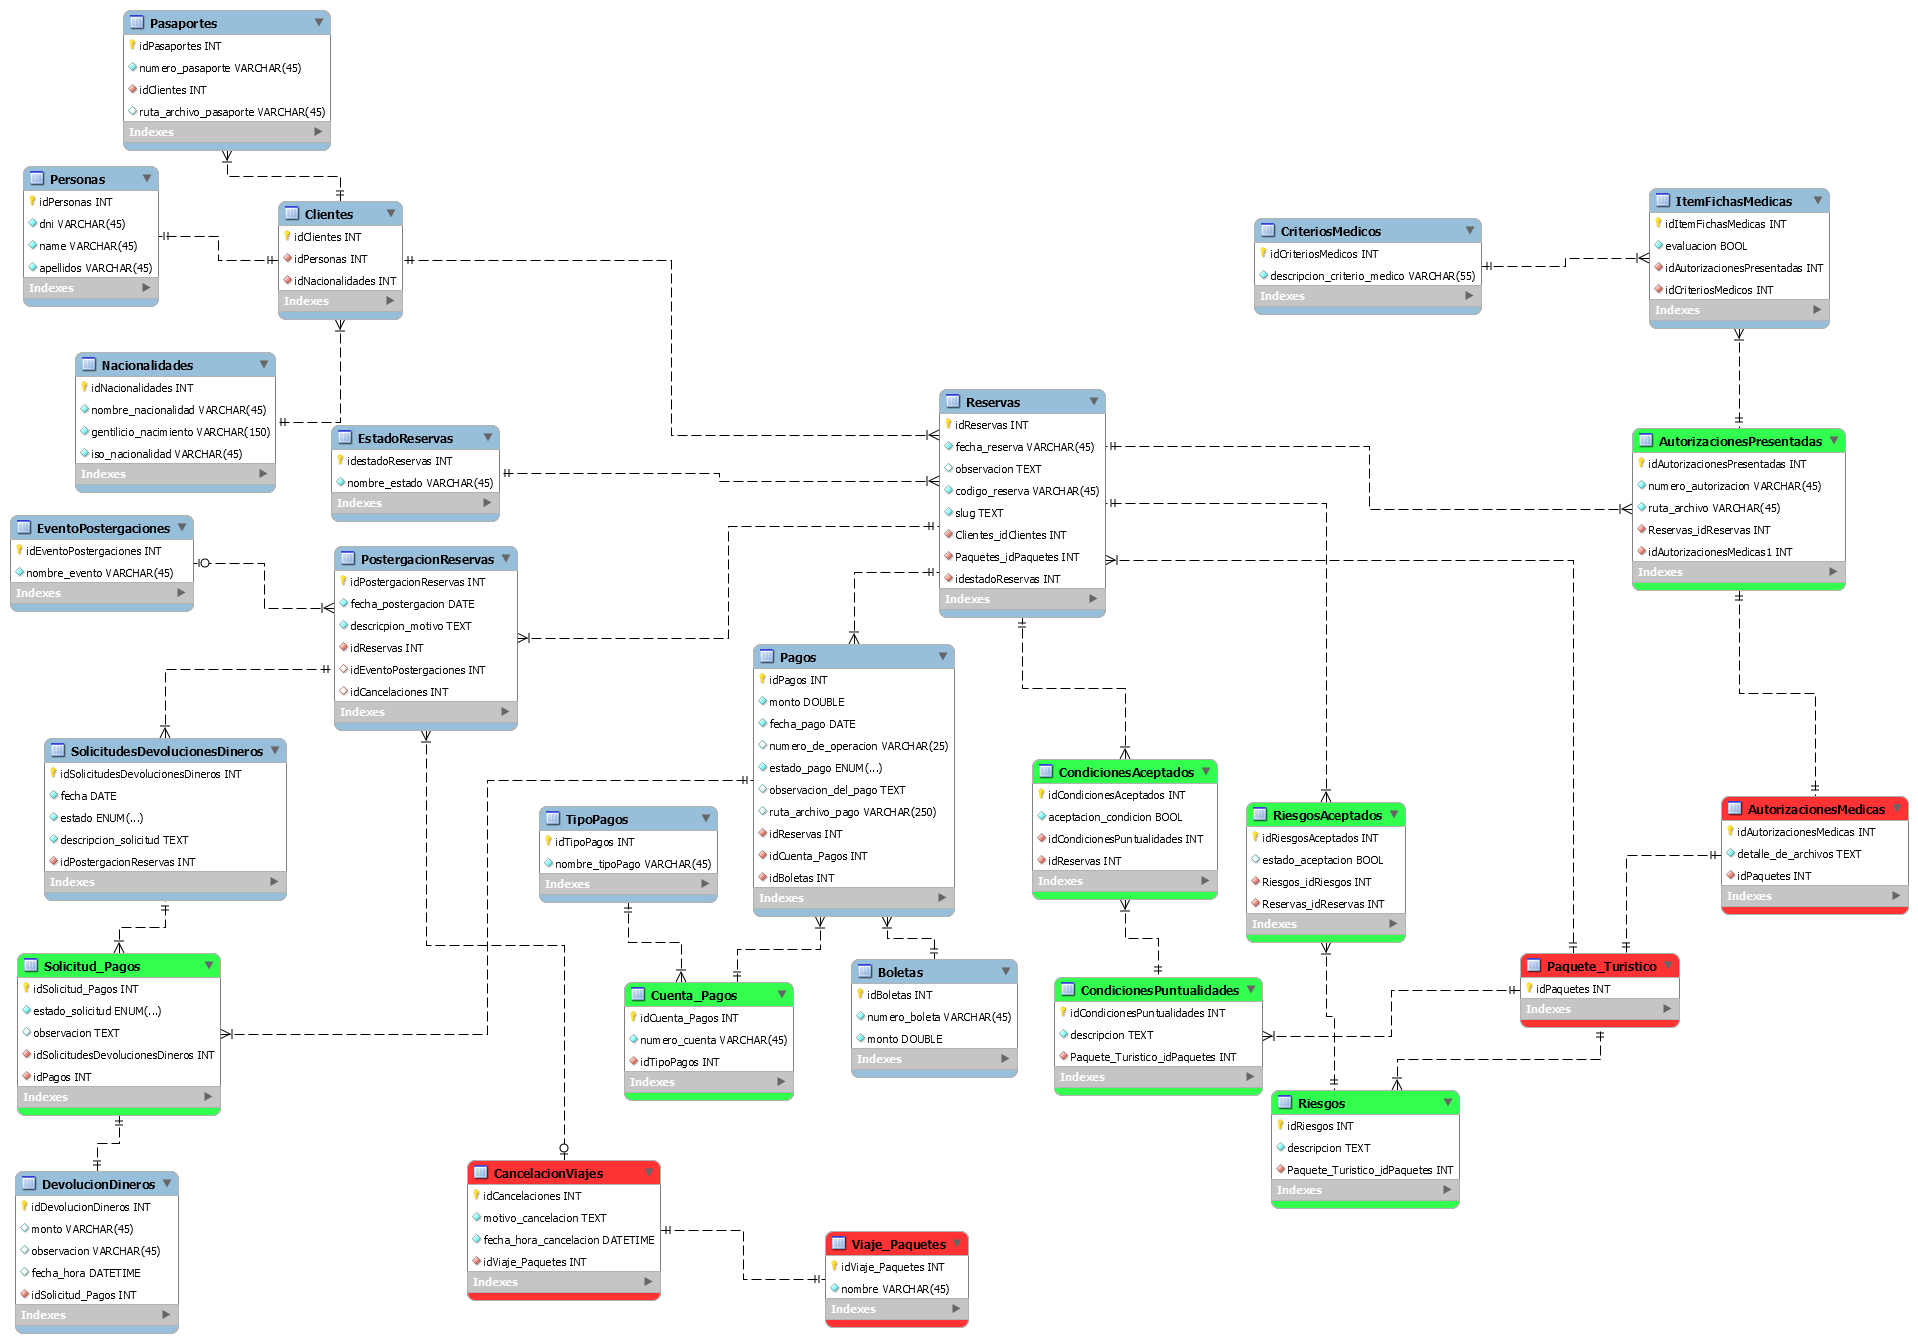 Pasaportes
idPasaportes INT
numero_pasaporte VARCHAR(45)
idClientes INT
ruta_archivo_pasaporte VARCHAR(45)
Indexes
Personas
idPersonas INT
dni VARCHAR(45)
name VARCHAR(45)
apellidos VARCHAR(45)
Indexes
Clientes
idClientes INT
idPersonas INT
idNacionalidades INT
Indexes
CriteriosMedicos
idCriteriosMedicos INT
descripcion_criterio_medico VARCHAR(55)
Indexes
ItemFichasMedicas
idItemFichasMedicas INT
evaluacion BOOL
idAutorizacionesPresentadas INT
idCriteriosMedicos INT
Indexes
Nacionalidades
idNacionalidades INT
nombre_nacionalidad VARCHAR(45)
gentilicio_nacimiento VARCHAR(150)
iso_nacionalidad VARCHAR(45)
Indexes
EstadoReservas
idestadoReservas INT
nombre_estado VARCHAR(45)
Indexes
Reservas
idReservas INT
fecha_reserva VARCHAR(45)
observacion TEXT
codigo_reserva VARCHAR(45)
slug TEXT
Clientes_idClientes INT
Paquetes_idPaquetes INT
idestadoReservas INT
Indexes
AutorizacionesPresentadas
idAutorizacionesPresentadas INT
numero_autorizacion VARCHAR(45)
ruta_archivo VARCHAR(45)
Reservas_idReservas INT
idAutorizacionesMedicas1 INT
Indexes
EventoPostergaciones
idEventoPostergaciones INT
nombre_evento VARCHAR(45)
Indexes
PostergacionReservas
idPostergacionReservas INT
fecha_postergacion DATE
descricpion_motivo TEXT
idReservas INT
idEventoPostergaciones INT
idCancelaciones INT
Indexes
Pagos
idPagos INT
monto DOUBLE
fecha_pago DATE
numero_de_operacion VARCHAR(25)
estado_pago ENUM(...)
observacion_del_pago TEXT
ruta_archivo_pago VARCHAR(250)
idReservas INT
idCuenta_Pagos INT
idBoletas INT
Indexes
SolicitudesDevolucionesDineros
idSolicitudesDevolucionesDineros INT
fecha DATE
estado ENUM(...)
descripcion_solicitud TEXT
idPostergacionReservas INT
Indexes
TipoPagos
idTipoPagos INT
nombre_tipoPago VARCHAR(45)
Indexes
CondicionesAceptados
idCondicionesAceptados INT
aceptacion_condicion BOOL
idCondicionesPuntualidades INT
idReservas INT
Indexes
RiesgosAceptados
idRiesgosAceptados INT
estado_aceptacion BOOL
Riesgos_idRiesgos INT
Reservas_idReservas INT
Indexes
AutorizacionesMedicas
idAutorizacionesMedicas INT
detalle_de_archivos TEXT
idPaquetes INT
Indexes
Solicitud_Pagos
idSolicitud_Pagos INT
estado_solicitud ENUM(...)
observacion TEXT
idSolicitudesDevolucionesDineros INT
idPagos INT
Indexes
Cuenta_Pagos
idCuenta_Pagos INT
numero_cuenta VARCHAR(45)
idTipoPagos INT
Indexes
Boletas
idBoletas INT
numero_boleta VARCHAR(45)
monto DOUBLE
Indexes
CondicionesPuntualidades
idCondicionesPuntualidades INT
descripcion TEXT
Paquete_Turistico_idPaquetes INT
Indexes
Paquete_Turistico
idPaquetes INT
Indexes
Riesgos
idRiesgos INT
descripcion TEXT
Paquete_Turistico_idPaquetes INT
Indexes
DevolucionDineros
idDevolucionDineros INT
monto VARCHAR(45)
observacion VARCHAR(45)
fecha_hora DATETIME
idSolicitud_Pagos INT
Indexes
CancelacionViajes
idCancelaciones INT
motivo_cancelacion TEXT
fecha_hora_cancelacion DATETIME
idViaje_Paquetes INT
Indexes
Viaje_Paquetes
idViaje_Paquetes INT
nombre VARCHAR(45)
Indexes